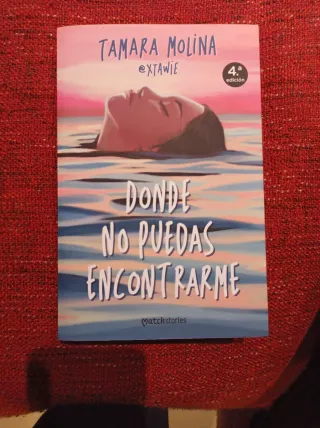 TAMARA MOLINA
@XTAWIE
4.ª
edición
DONDE
NO PUEDAS
ENCONTRARME
Matchstories